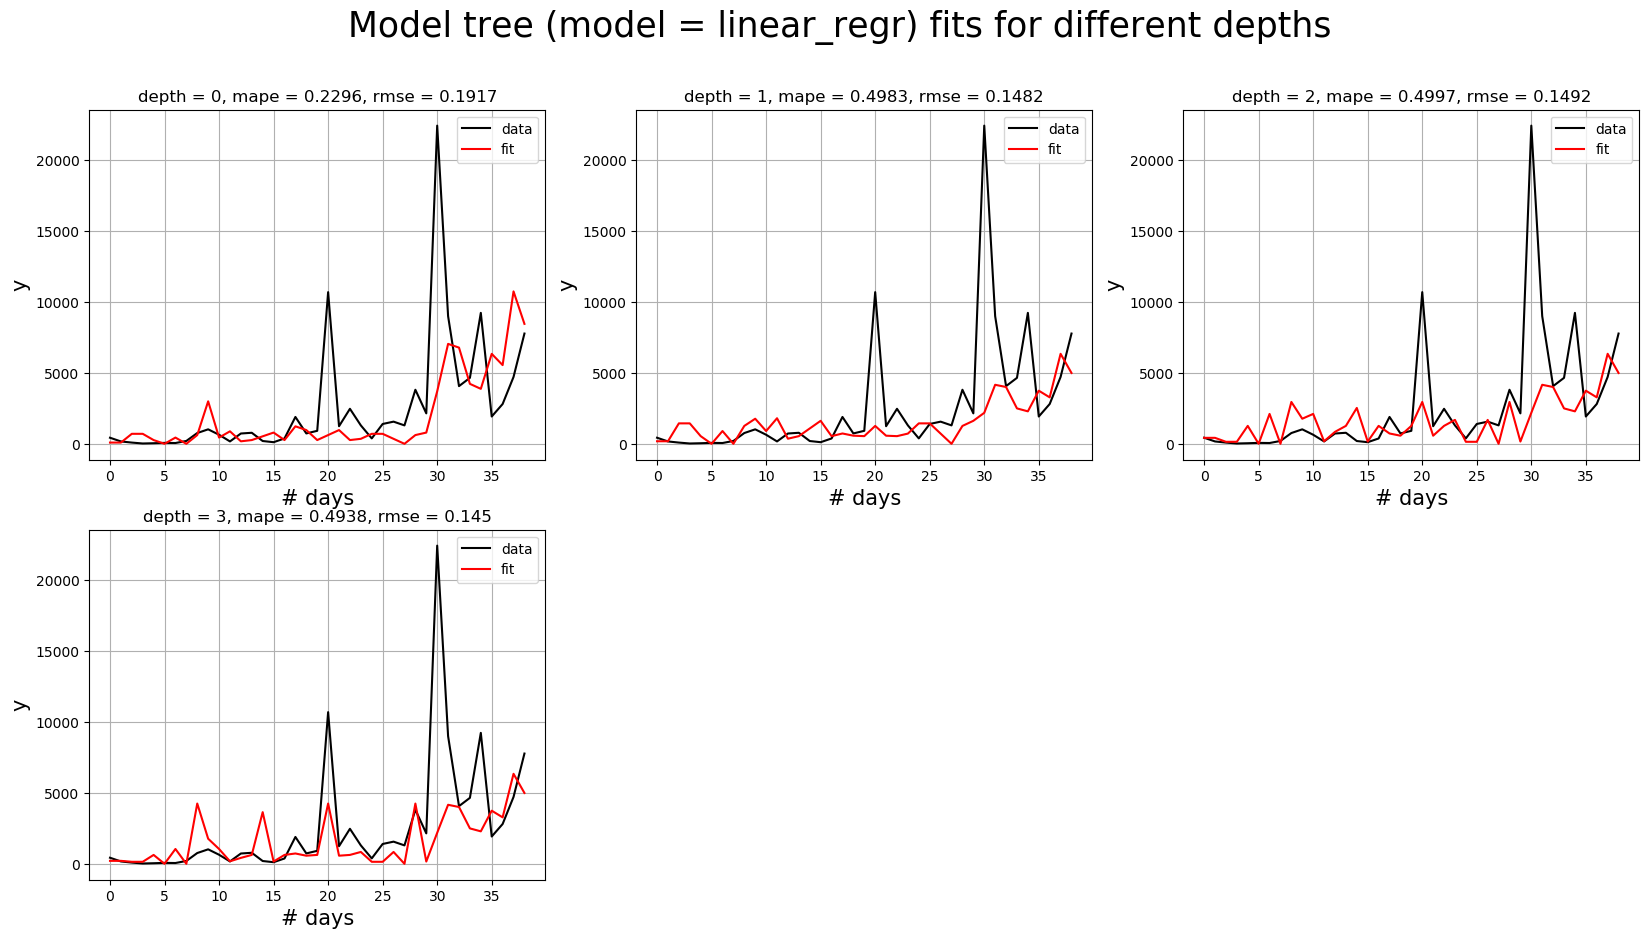 Model tree (model = linear_regr) fits for different depths
depth = 0, mape = 0.2296, rmse = 0.1917
data
fit
20000
15000
10000
5000
0
y
0 5 10 15 20 25 30 35
# days
depth = 1, mape = 0.4983, rmse = 0.1482
data
fit
20000
15000
10000
5000
0
y
0 5 10 15 20 25 30 35
# days
depth = 2, mape = 0.4997, rmse = 0.1492
data
fit
20000
15000
10000
5000
0
y
0 5 10 15 20 25 30 35
# days
depth = 3, mape = 0.4938, rmse = 0.145
data
fit
20000
15000
10000
5000
0
y
0 5 10 15 20 25 30 35
# days